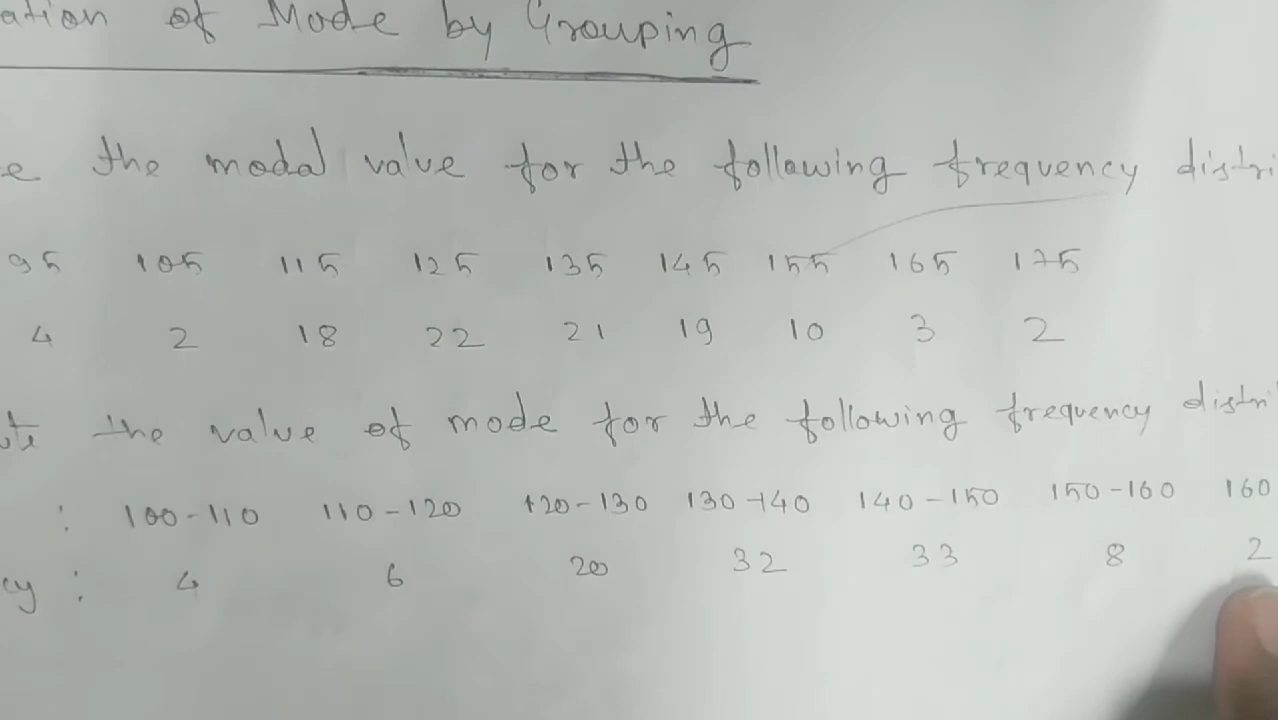 ation of Mode by Grouping
e the modal value for the following frequency distri
95 105 115 125 135 145 155 165 175
4 2 18 22 21 19 10 3 2
ute the value of mode for the following frequency distri
: 100-110 110-120 120-130 130-140 140-150 150-160 160
cy : 4 6 20 32 33 8 2